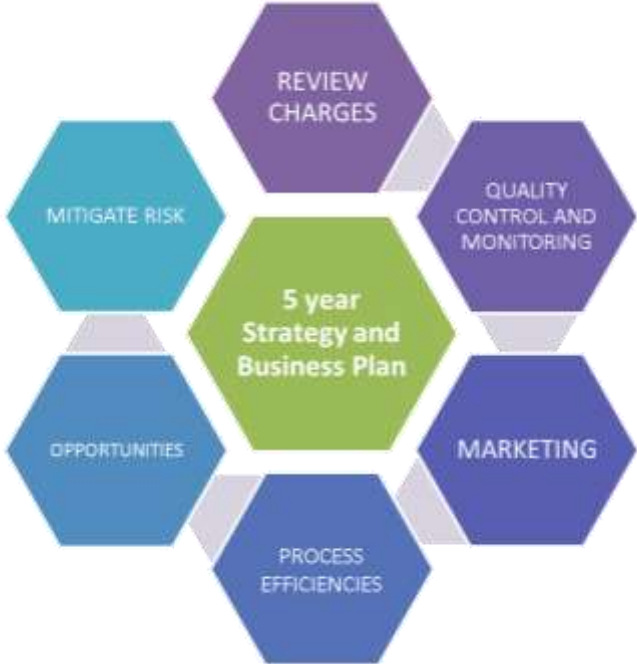 REVIEW
CHARGES
QUALITY
CONTROL AND
MONITORING
MITIGATE RISK
5 year
Strategy and
Business Plan
MARKETING
OPPORTUNITIES
PROCESS
EFFICIENCIES